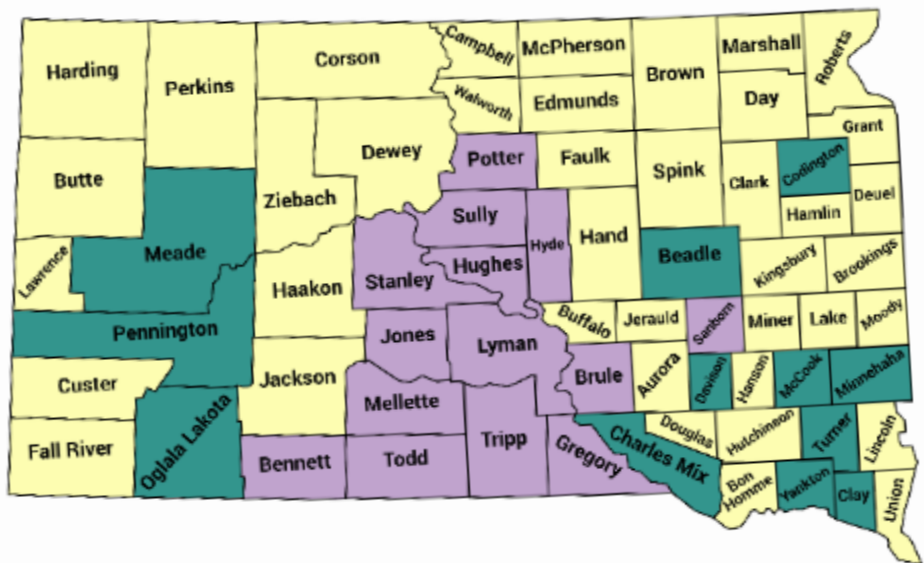 Harding
Perkins
Corson
Campbell
McPherson
Brown
Marshall
Roberts
Walworth
Edmunds
Day
Grant
Butte
Ziebach
Dewey
Potter
Faulk
Spink
Clark
Codington
Deuel
Hamlin
Lawrence
Meade
Haakon
Stanley
Sully
Hughes
Hyde
Hand
Beadle
Kingsbury
Brookings
Pennington
Jones
Lyman
Buffalo
Jerauld
Sanborn
Miner
Lake
Moody
Custer
Jackson
Mellette
Brule
Aurora
Davison
Hanson
McCook
Minnehaha
Fall River
Oglala Lakota
Bennett
Todd
Tripp
Gregory
Charles Mix
Douglas
Hutchinson
Turner
Lincoln
Bon
Homme
Yankton
Clay
Union